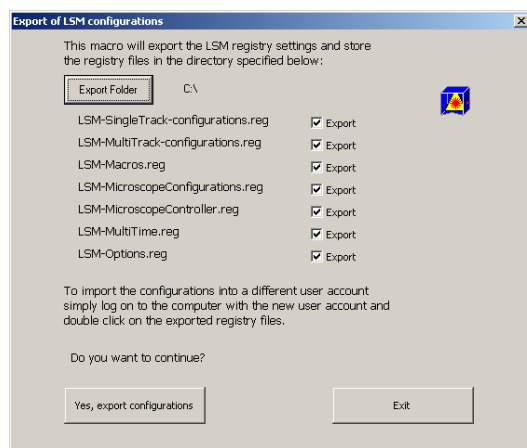 Export of LSM configurations
This macro will export the LSM registry settings and store
the registry files in the directory specified below:
Export Folder C:\
LSM-SingleTrack-configurations.reg Export
LSM-MultiTrack-configurations.reg Export
LSM-Macros.reg Export
LSM-MicroscopeConfigurations.reg Export
LSM-MicroscopeController.reg Export
LSM-MultiTime.reg Export
LSM-Options.reg Export
To import the configurations into a different user account
simply log on to the computer with the new user account and
double click on the exported registry files.
Do you want to continue?
Yes, export configurations Exit